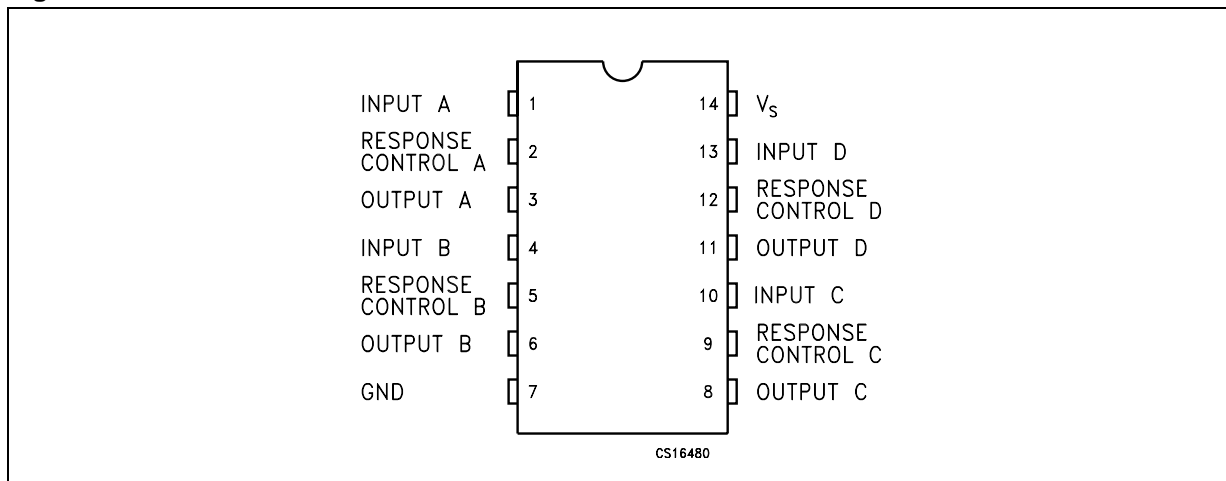 INPUT A
1
RESPONSE
CONTROL A
2
OUTPUT A
3
INPUT B
4
RESPONSE
CONTROL B
5
OUTPUT B
6
GND
7
14
VS
13
INPUT D
12
RESPONSE
CONTROL D
11
OUTPUT D
10
INPUT C
9
RESPONSE
CONTROL C
8
OUTPUT C
CS16480